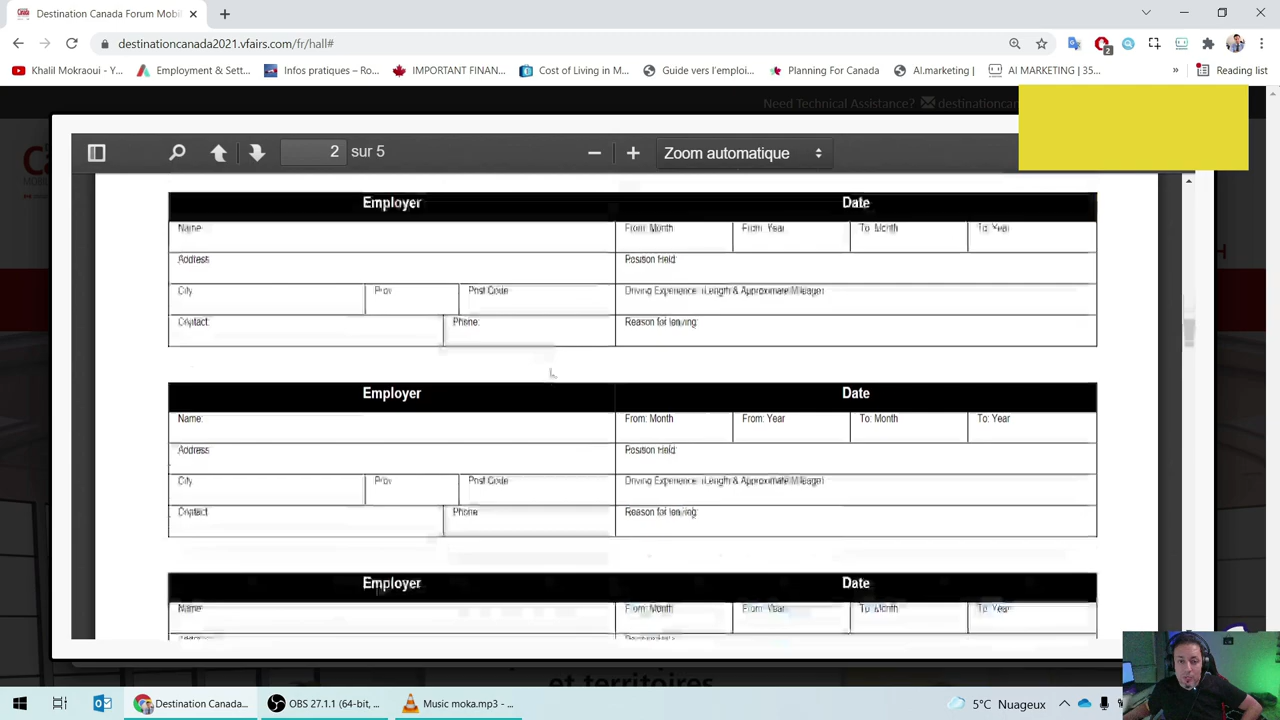 Destination Canada Forum Mobil
destinationcanada2021.vfairs.com/fr/hall#
2
Khalil Mokraoui - Y...
Employment & Sett...
Infos pratiques – Ro...
IMPORTANT FINAN...
Cost of Living in M...
Guide vers l'emploi...
Planning For Canada
AI.marketing |
AI MARKETING | 35...
»
Reading list
Need Technical Assistance?
2 sur 5
Zoom automatique
Employer Date
Name: From: Month From: Year To: Month To: Year
Address: Position Held:
City: Prov Post Code Driving Experience (Length & Approximate Mileage)
Contact: Phone: Reason for leaving:
Employer Date
Name: From: Month From: Year To: Month To: Year
Address: Position Held:
City: Prov Post Code Driving Experience (Length & Approximate Mileage)
Contact: Phone Reason for leaving:
Employer Date
Name: From: Month From: Year To: Month To: Year
et territoires
Destination Canada...
OBS 27.1.1 (64-bit, ...
Music moka.mp3 - ...
5°C Nuageux